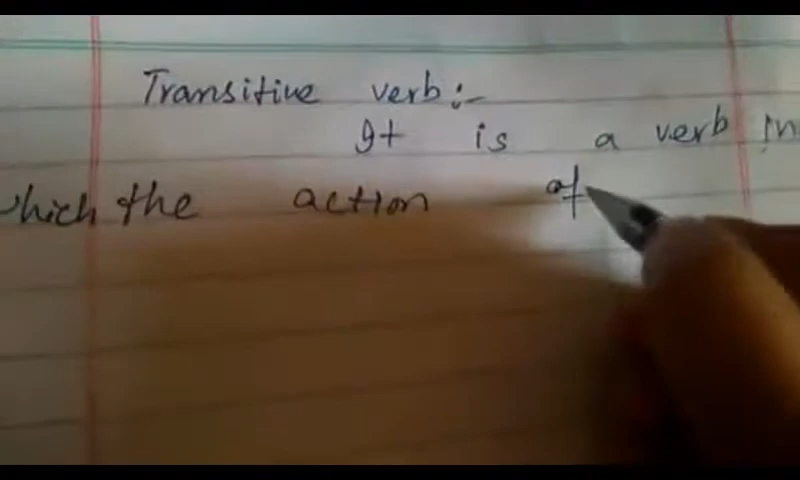 Transitive verb:-
It is a verb in
which the action of